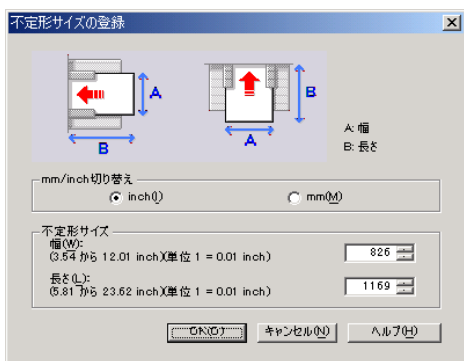 不定形サイズの登録
A
B
B
A
A: 幅
B: 長さ
mm/inch切り替え
inch(I)
mm(M)
不定形サイズ
幅(W):
(3.54 から 12.01 inch)(単位 1 = 0.01 inch)
826
長さ(L):
(5.81 から 23.62 inch)(単位 1 = 0.01 inch)
1169
OK(O)
キャンセル(N)
ヘルプ(H)